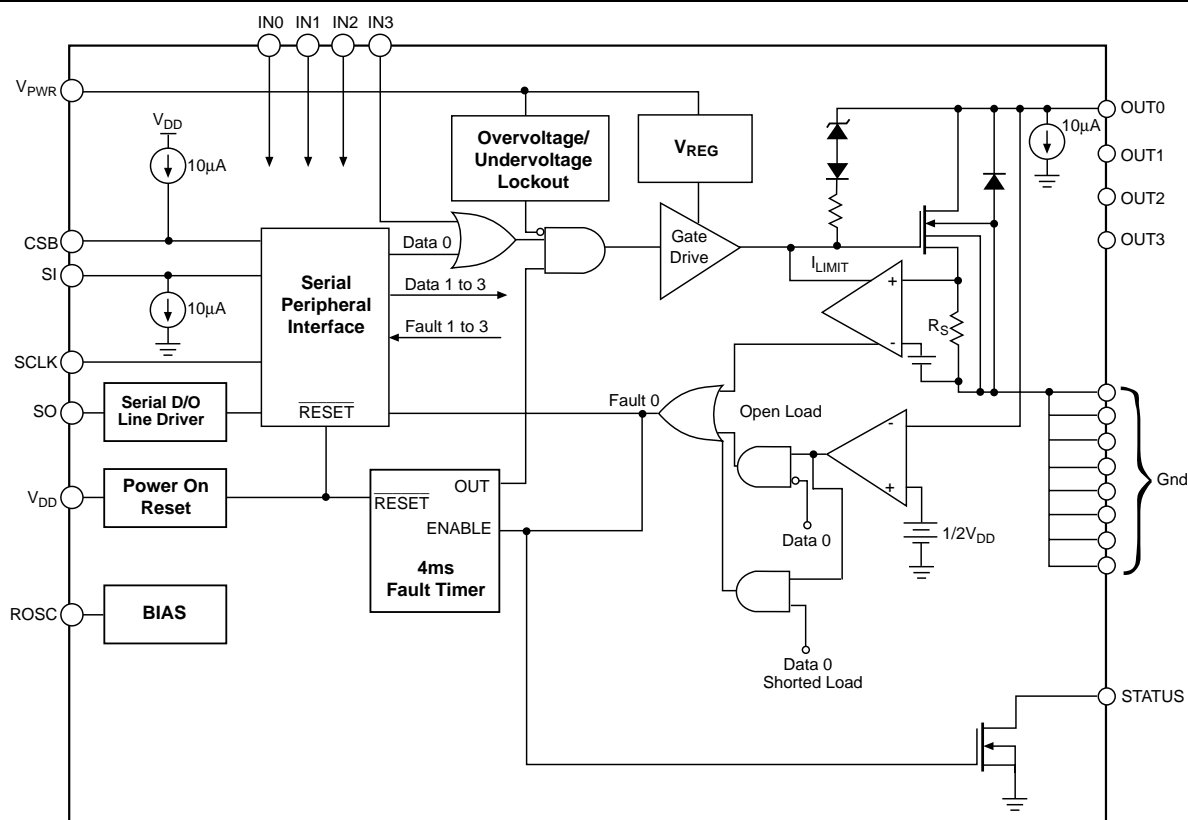 IN0 IN1 IN2 IN3
VPWR
VDD
10µA
Overvoltage/
Undervoltage
Lockout
VREG
10µA
OUT0
OUT1
OUT2
OUT3
CSB
SI
10µA
SCLK
SO
Serial D/O
Line Driver
Serial
Peripheral
Interface
RESET
Data 0
Data 1 to 3
Fault 1 to 3
Gate
Drive
ILIMIT
+
-
RS
Fault 0
Open Load
-
+
1/2VDD
Data 0
Gnd
VDD
Power On
Reset
OUT
RESET
ENABLE
4ms
Fault Timer
ROSC
BIAS
Data 0
Shorted Load
STATUS